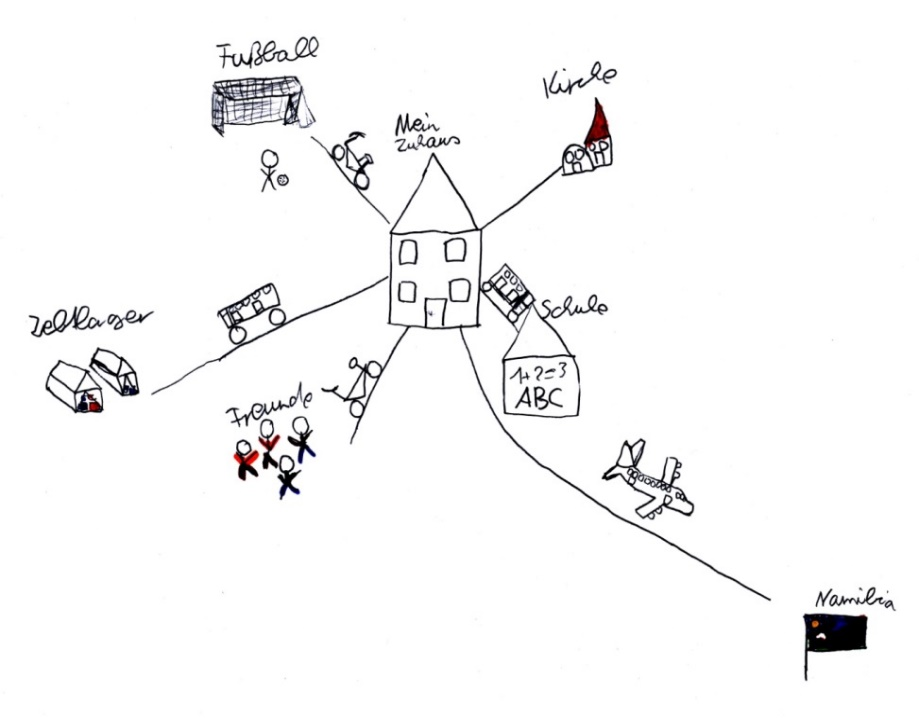 Fußball
Kirche
Mein
Zuhaus
Schule
Zeltlager
1+2=3
ABC
Freunde
Namibia